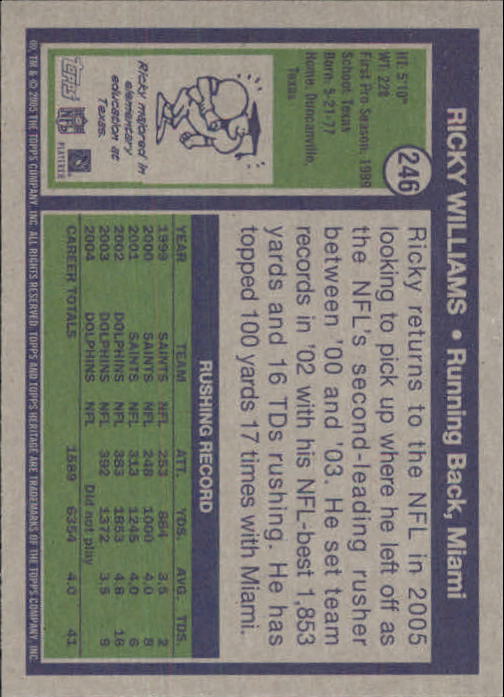 RICKY WILLIAMS • Running Back, Miami
246
HT: 5'10"
WT: 228
First Pro Season: 1999
School: Texas
Born: 5-21-77
Home: Duncanville,
Texas
Ricky majored in
elementary
education at
Texas.
Topps
NFL
PLAYERS
Ricky returns to the NFL in 2005
looking to pick up where he left off as
the NFL's second-leading rusher
between '00 and '03. He set team
records in '02 with his NFL-best 1,853
yards and 16 TDs rushing. He has
topped 100 yards 17 times with Miami.
RUSHING RECORD
YEAR TEAM ATT. YDS. AVG. TDS.
1999 SAINTS NFL 253 884 3.5 2
2000 SAINTS NFL 248 1000 4.0 8
2001 SAINTS NFL 313 1245 4.0 6
2002 DOLPHINS NFL 383 1853 4.8 16
2003 DOLPHINS NFL 392 1372 3.5 9
2004 DOLPHINS NFL Did not play
CAREER TOTALS 1589 6354 4.0 41
®, TM & © 2005 THE TOPPS COMPANY, INC. ALL RIGHTS RESERVED. TOPPS AND TOPPS HERITAGE ARE TRADEMARKS OF THE TOPPS COMPANY, INC.